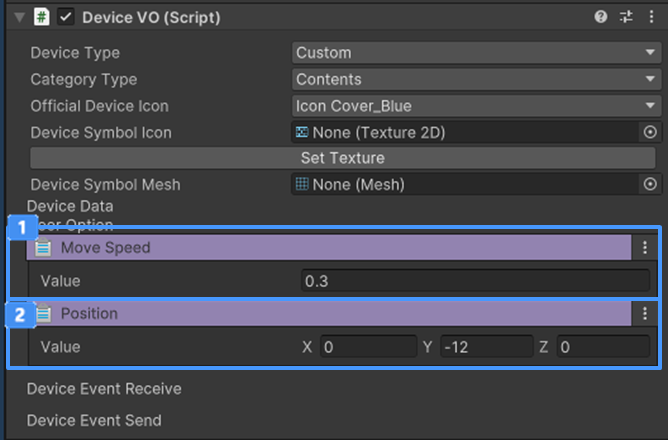 Device VO (Script)
Device Type Custom
Category Type Contents
Official Device Icon Icon Cover_Blue
Device Symbol Icon None (Texture 2D)
Set Texture
Device Symbol Mesh None (Mesh)
Device Data
Option
1
Move Speed
Value 0.3
2 Position
Value X 0 Y -12 Z 0
Device Event Receive
Device Event Send